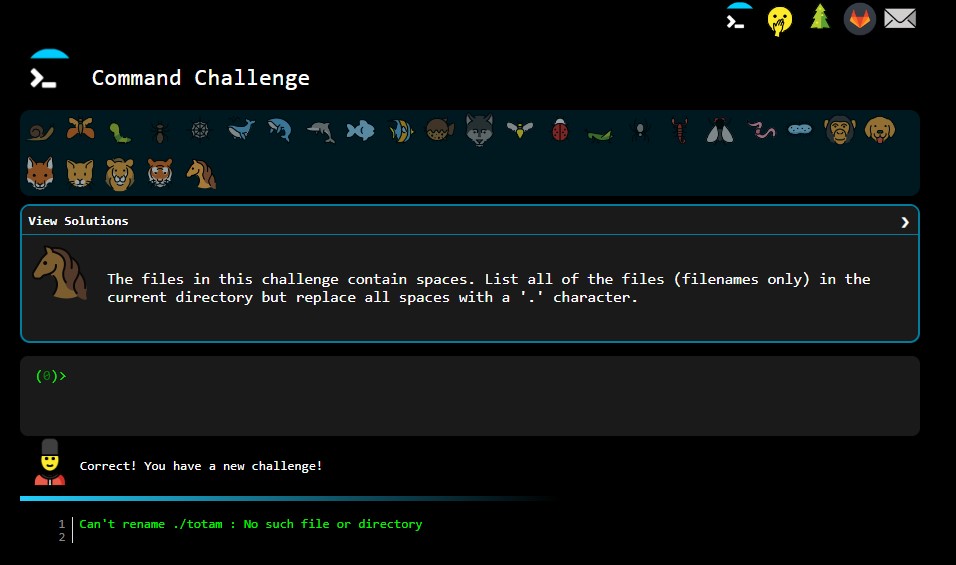 Command Challenge
View Solutions
The files in this challenge contain spaces. List all of the files (filenames only) in the
current directory but replace all spaces with a '.' character.
(0)>
Correct! You have a new challenge!
1 Can't rename ./totam : No such file or directory
2